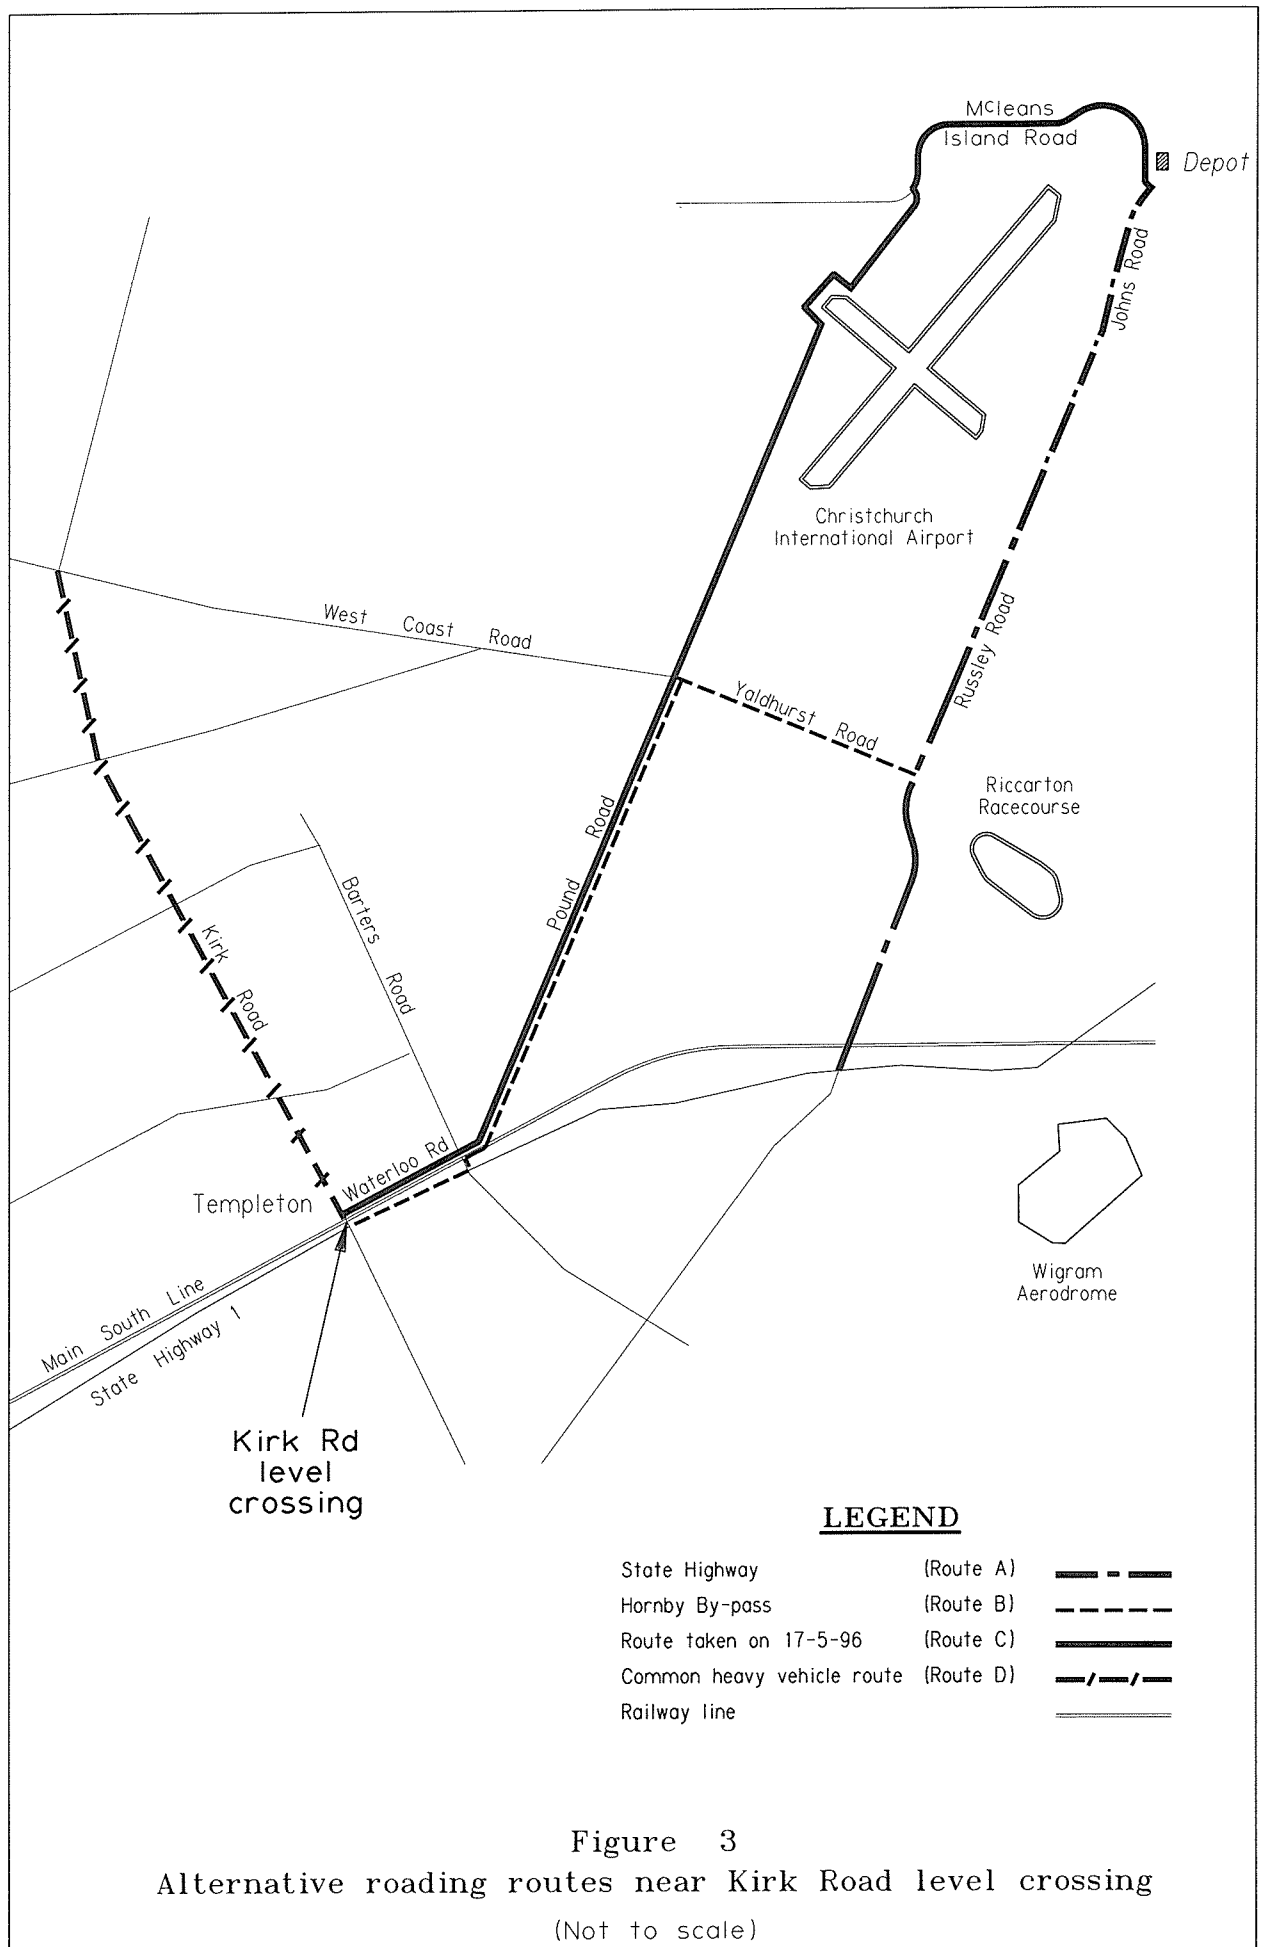 McLeans
Island Road
Depot
Johns Road
Christchurch
International Airport
West Coast Road
Russley Road
Yaldhurst Road
Riccarton
Racecourse
Pound Road
Barters Road
Kirk Road
Waterloo Rd
Templeton
Wigram
Aerodrome
Main South Line
State Highway 1
Kirk Rd
level
crossing
LEGEND
State Highway (Route A)
Hornby By-pass (Route B)
Route taken on 17-5-96 (Route C)
Common heavy vehicle route (Route D)
Railway line
Figure 3
Alternative roading routes near Kirk Road level crossing
(Not to scale)